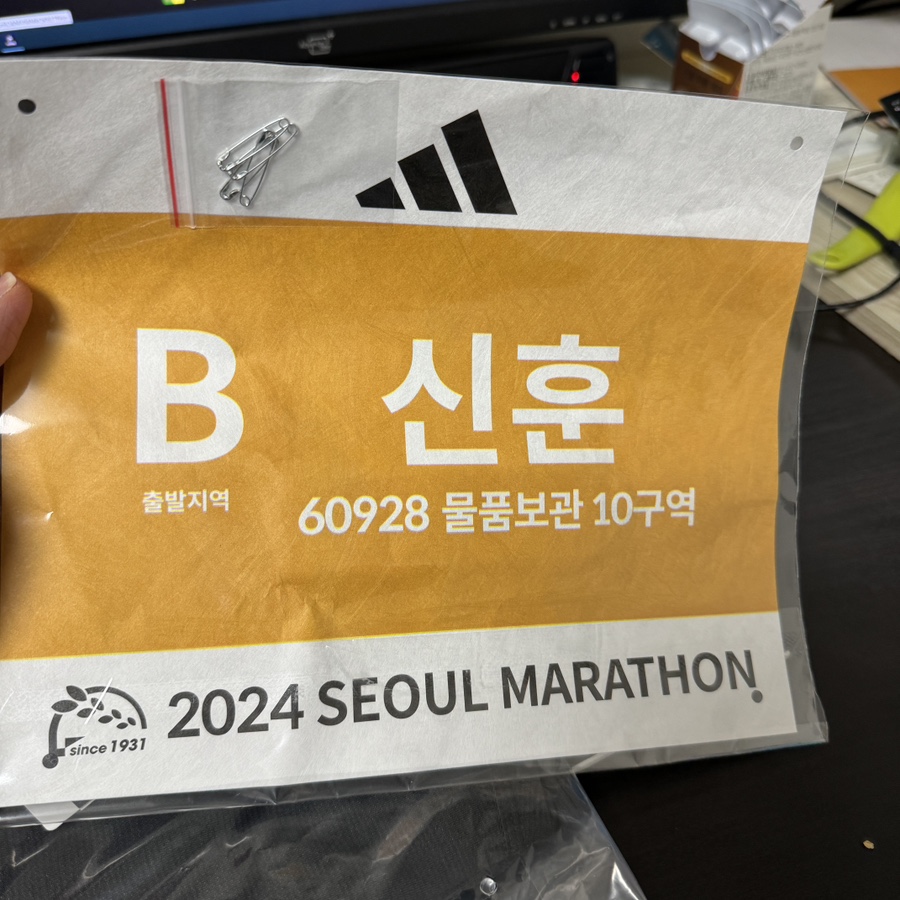 B 신훈
출발지역
60928 물품보관 10구역
since 1931
2024 SEOUL MARATHON